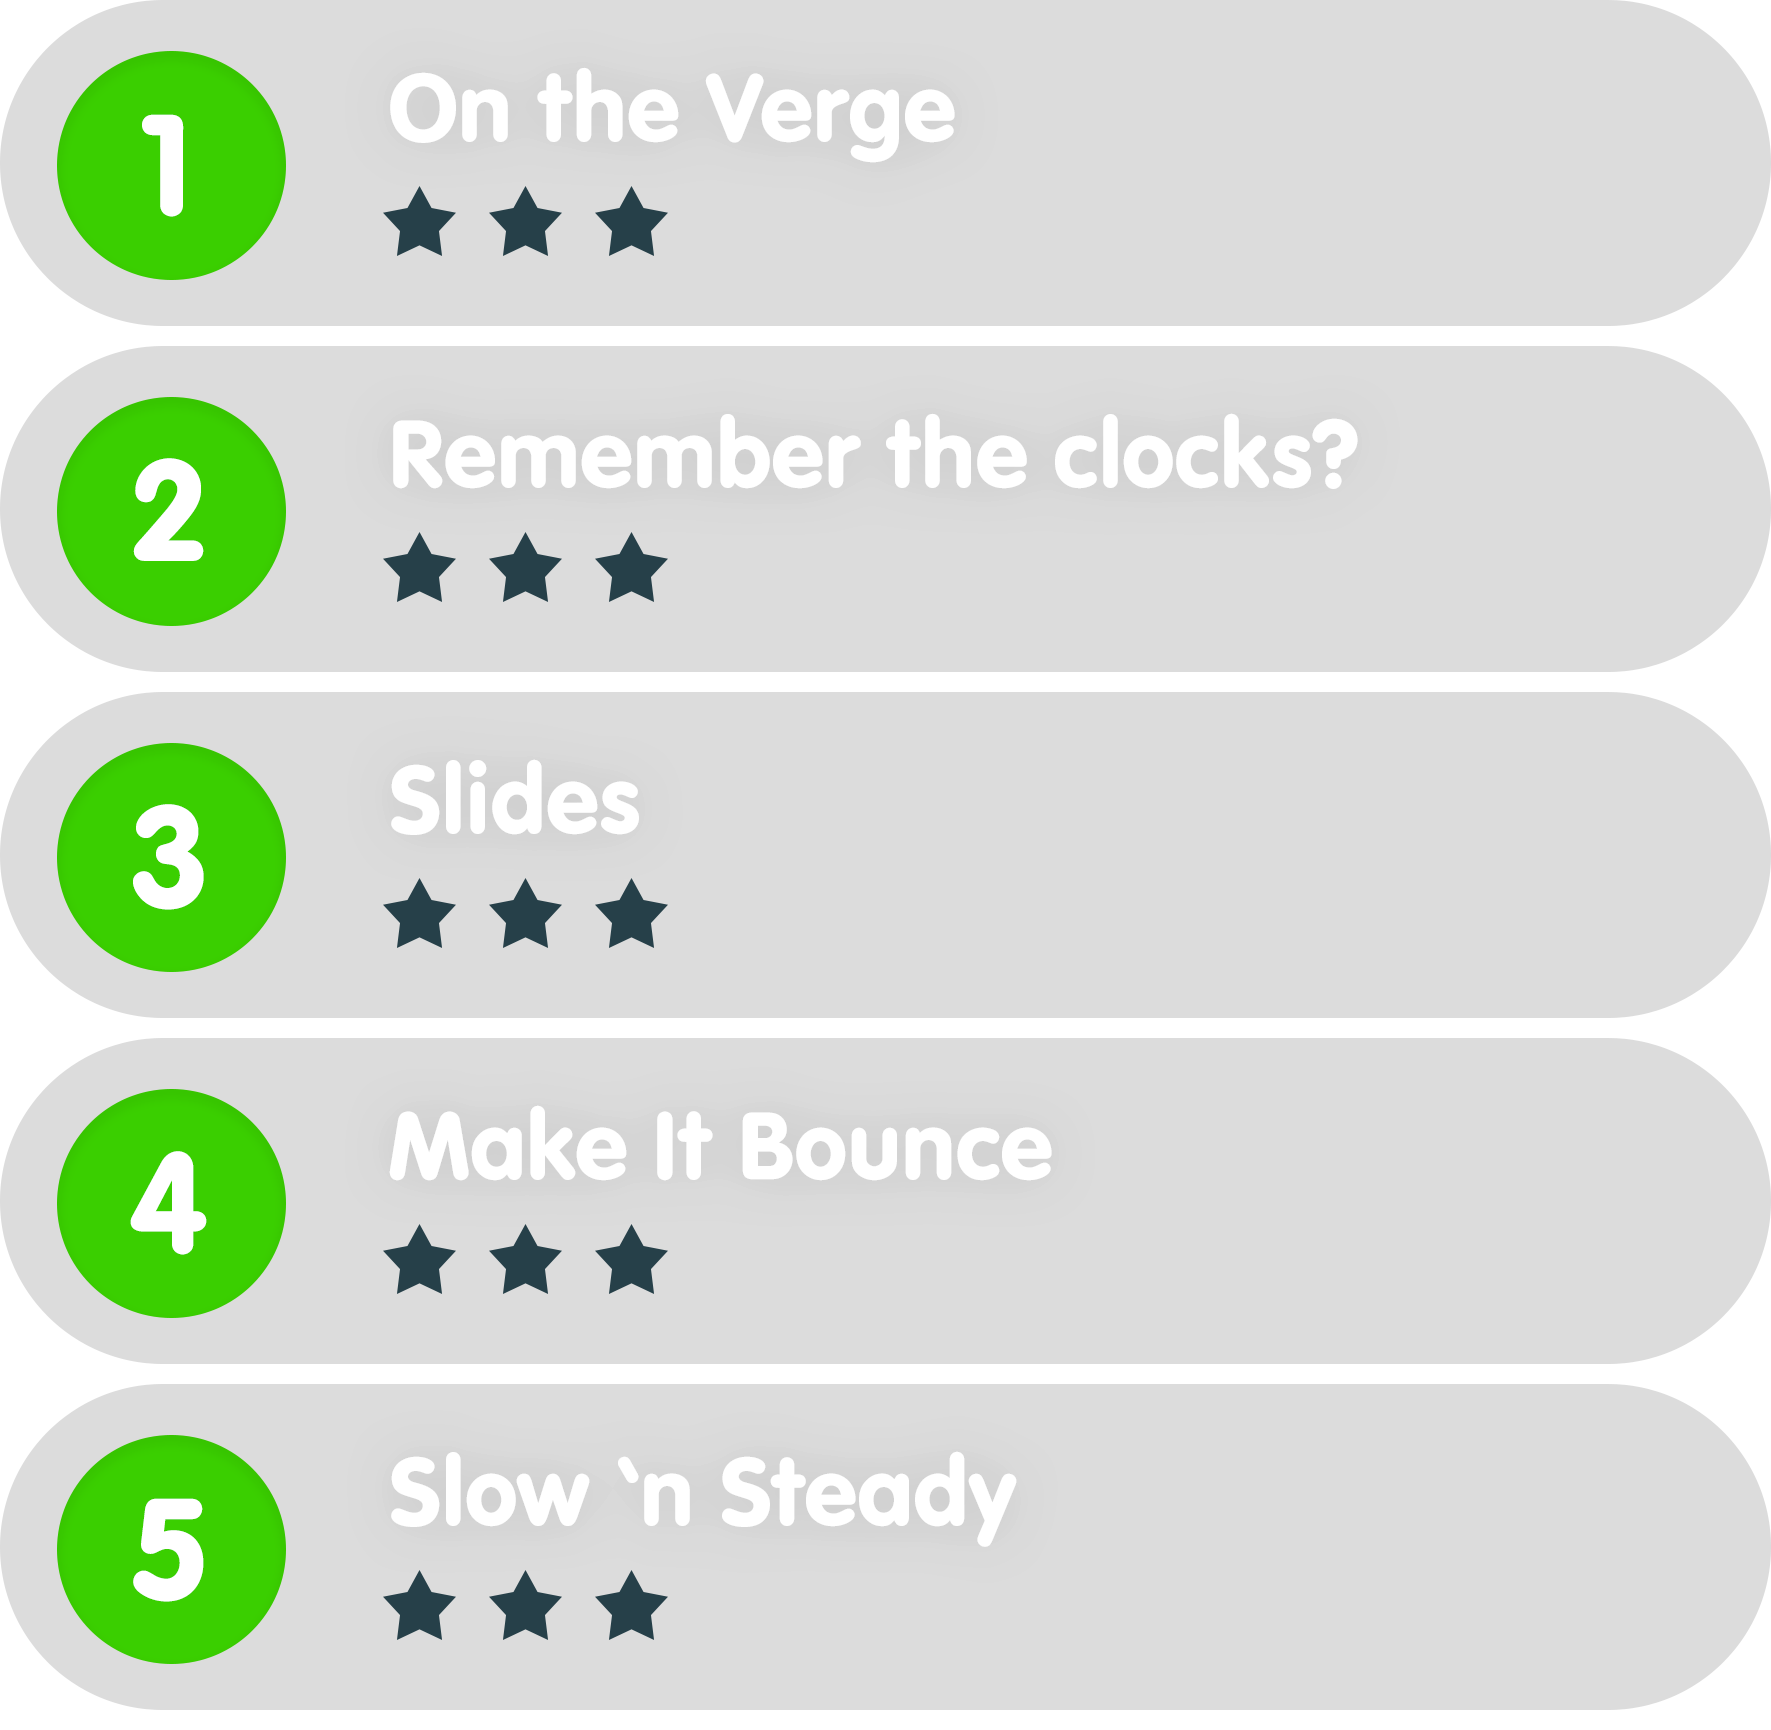 1
On the Verge
2
Remember the clocks?
3
Slides
4
Make It Bounce
5
Slow `n Steady